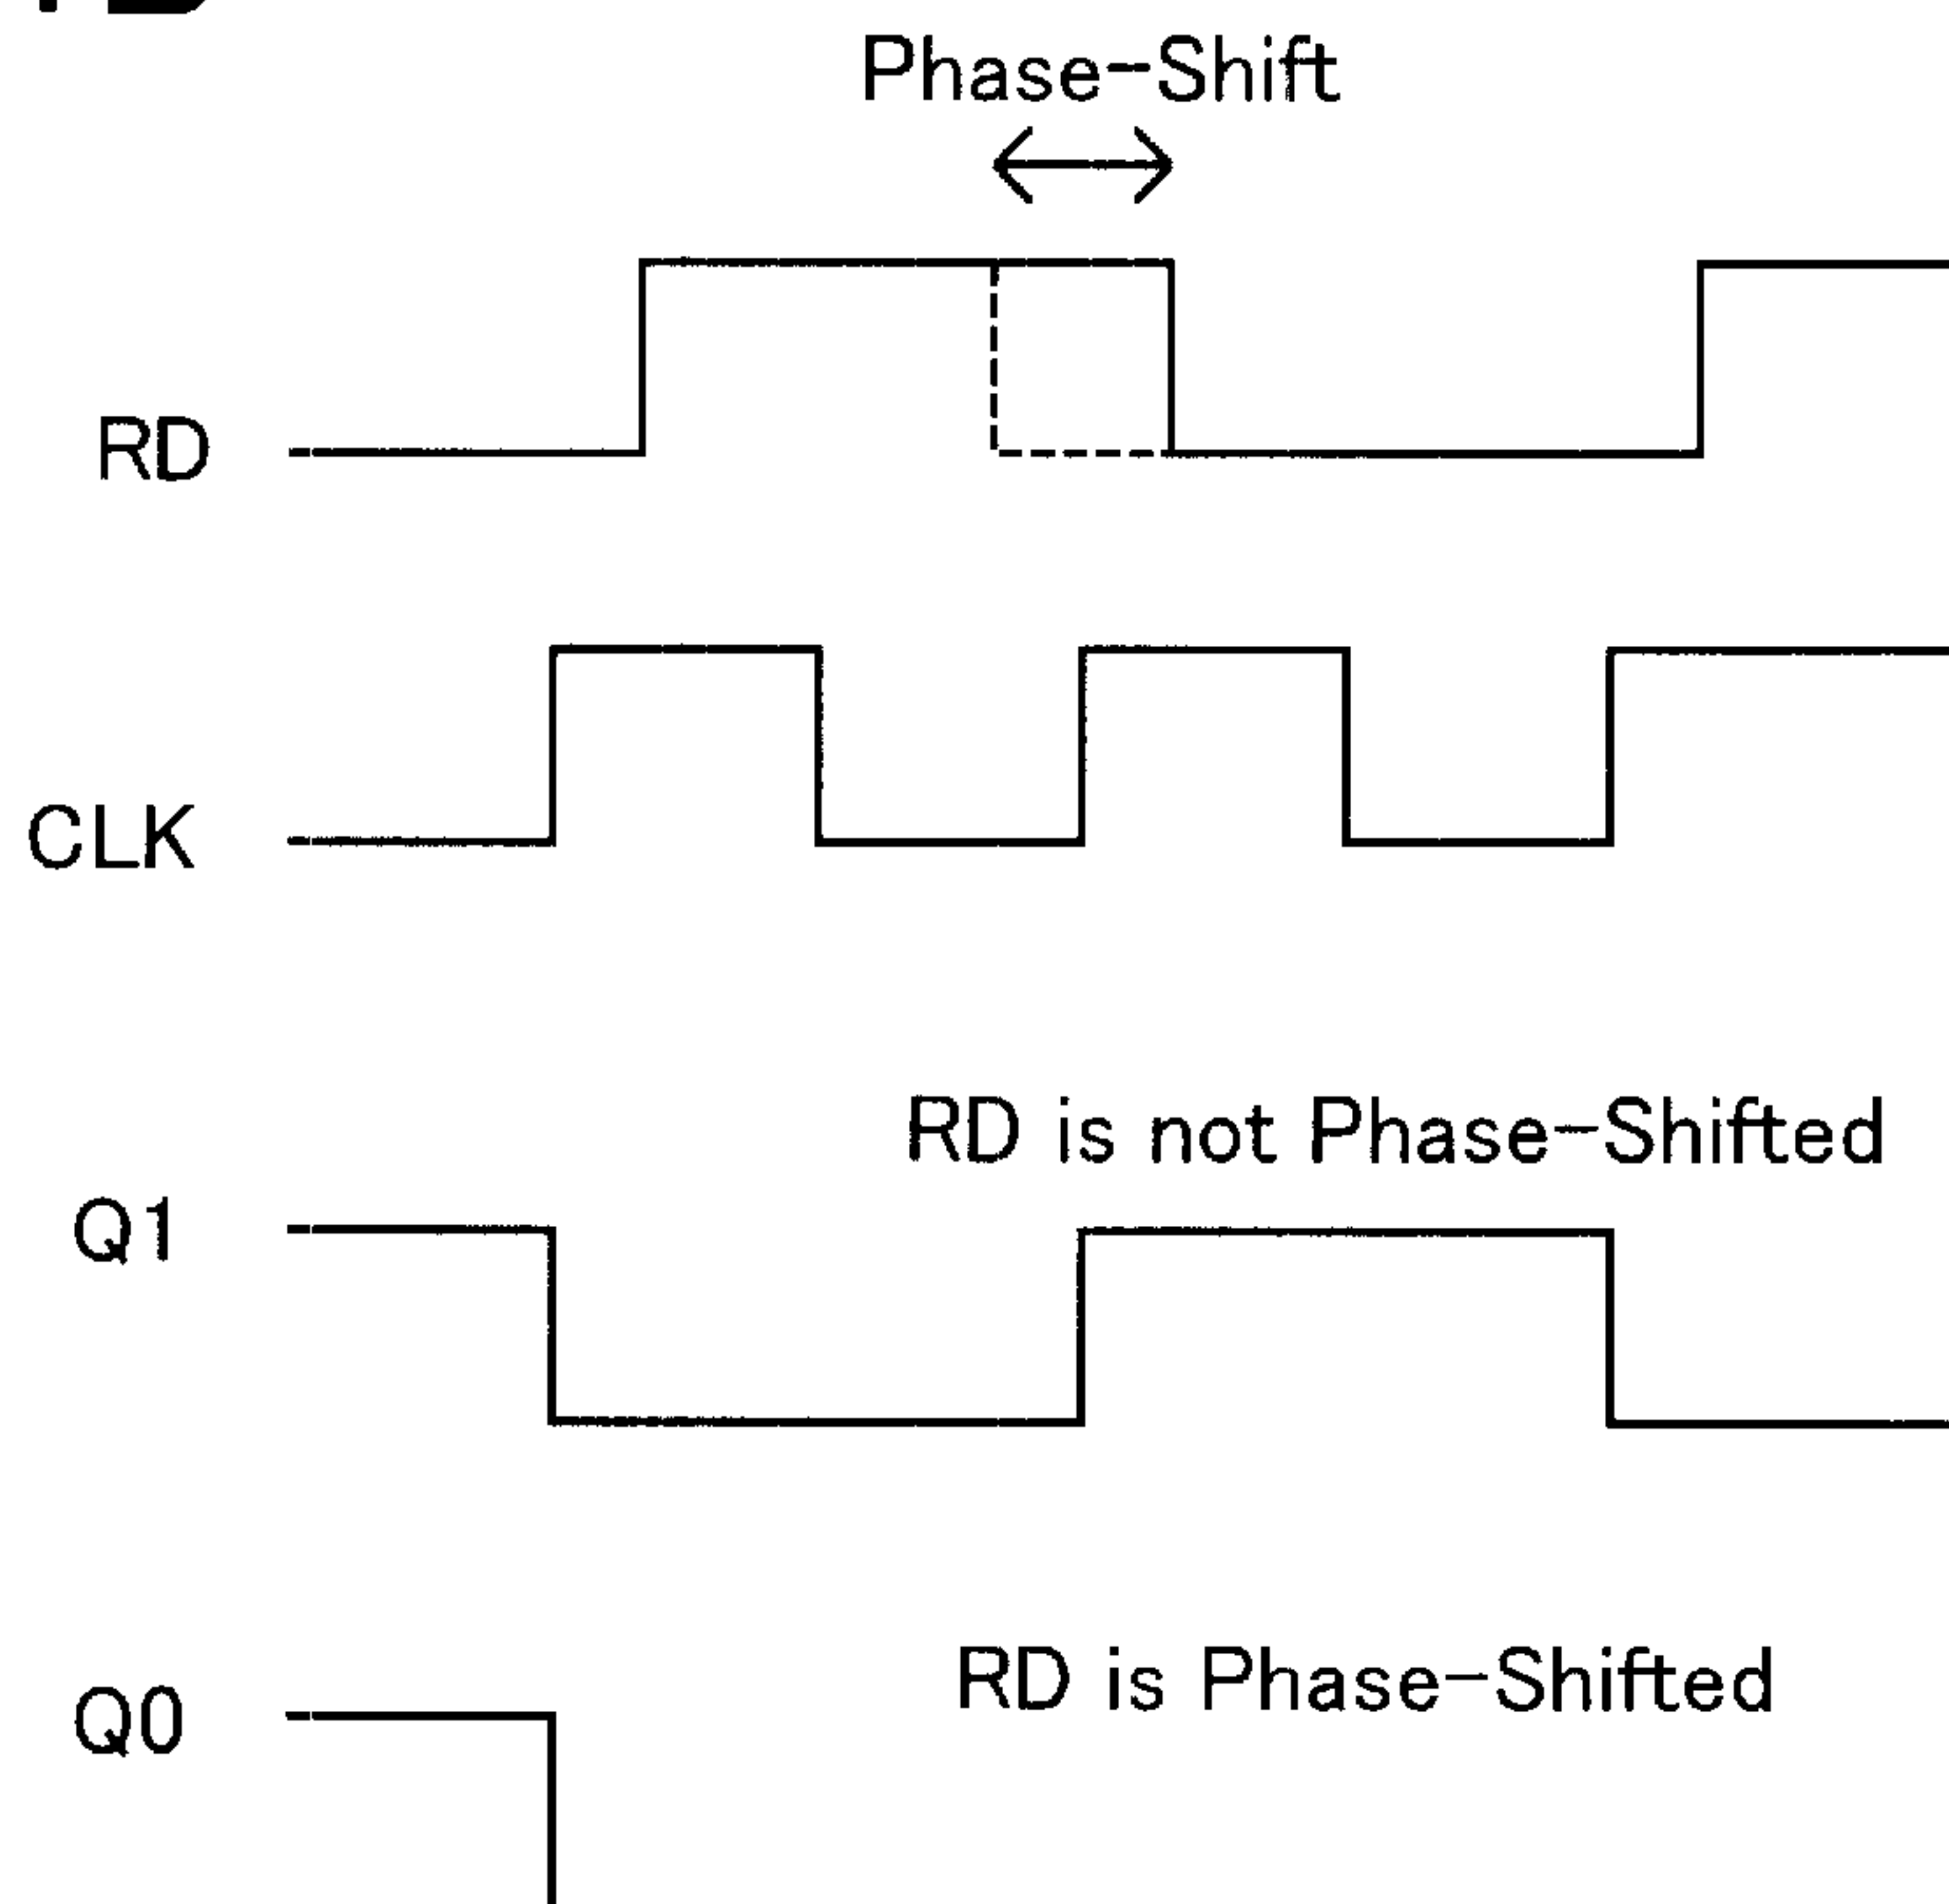 Phase-Shift
RD
CLK
RD is not Phase-Shifted
Q1
RD is Phase-Shifted
Q0